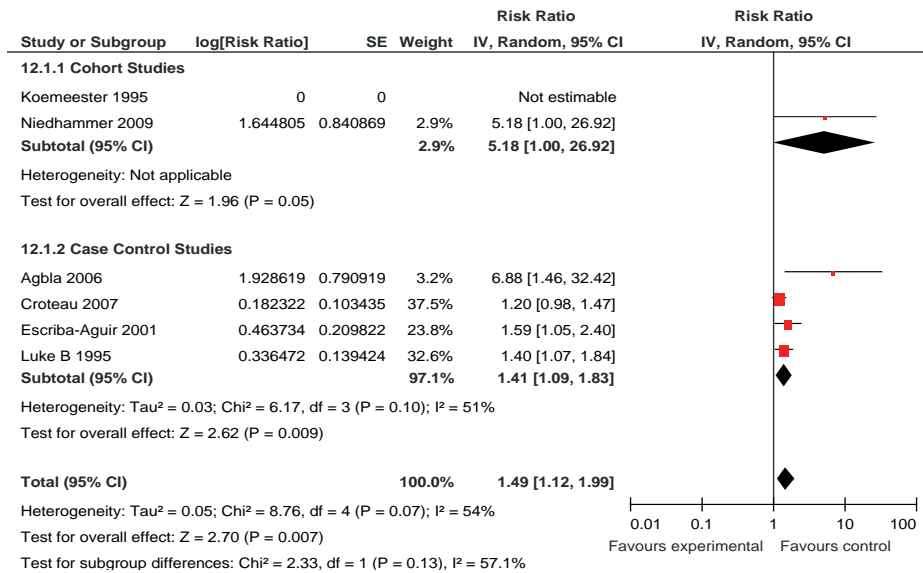 Risk Ratio Risk Ratio
Study or Subgroup log[Risk Ratio] SE Weight IV, Random, 95% CI IV, Random, 95% CI
12.1.1 Cohort Studies
Koemeester 1995 0 0 Not estimable
Niedhammer 2009 1.644805 0.840869 2.9% 5.18 [1.00, 26.92]
Subtotal (95% CI) 2.9% 5.18 [1.00, 26.92]
Heterogeneity: Not applicable
Test for overall effect: Z = 1.96 (P = 0.05)
12.1.2 Case Control Studies
Agbla 2006 1.928619 0.790919 3.2% 6.88 [1.46, 32.42]
Croteau 2007 0.182322 0.103435 37.5% 1.20 [0.98, 1.47]
Escriba-Aguir 2001 0.463734 0.209822 23.8% 1.59 [1.05, 2.40]
Luke B 1995 0.336472 0.139424 32.6% 1.40 [1.07, 1.84]
Subtotal (95% CI) 97.1% 1.41 [1.09, 1.83]
Heterogeneity: Tau² = 0.03; Chi² = 6.17, df = 3 (P = 0.10); I² = 51%
Test for overall effect: Z = 2.62 (P = 0.009)
Total (95% CI) 100.0% 1.49 [1.12, 1.99]
Heterogeneity: Tau² = 0.05; Chi² = 8.76, df = 4 (P = 0.07); I² = 54%
Test for overall effect: Z = 2.70 (P = 0.007)
Test for subgroup differences: Chi² = 2.33, df = 1 (P = 0.13), I² = 57.1%
0.01 0.1 1 10 100
Favours experimental Favours control